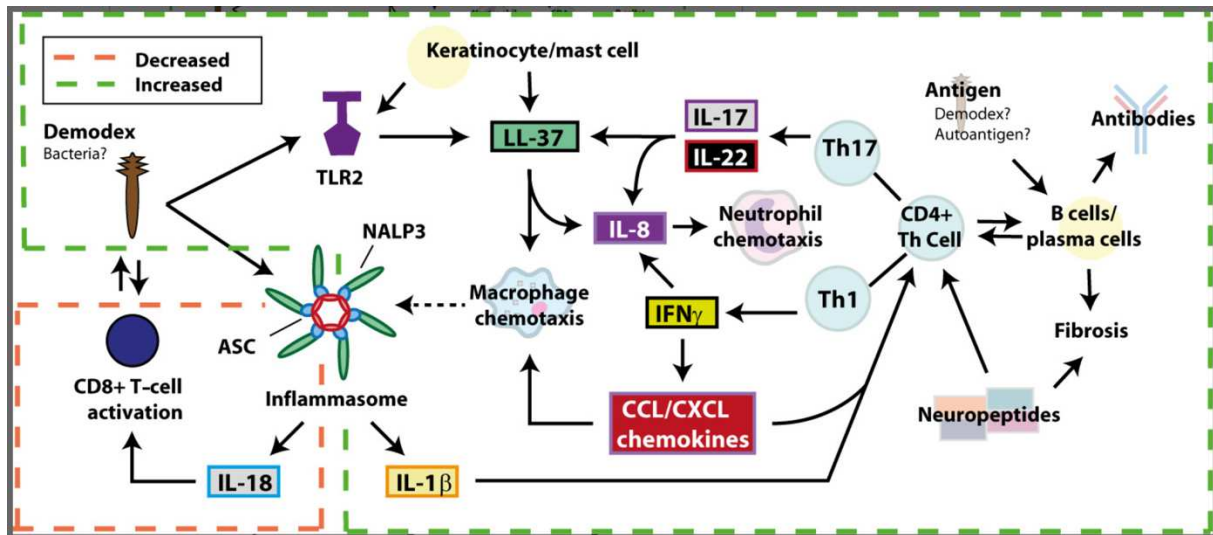 Decreased
Increased
Keratinocyte/mast cell
Demodex
Bacteria?
TLR2
LL-37
IL-17
IL-22
Th17
Antigen
Demodex?
Autoantigen?
Antibodies
NALP3
IL-8
Neutrophil
chemotaxis
CD4+
Th Cell
B cells/
plasma cells
Macrophage
chemotaxis
IFNγ
Th1
ASC
Fibrosis
CD8+ T-cell
activation
Inflammasome
CCL/CXCL
chemokines
Neuropeptides
IL-18
IL-1β